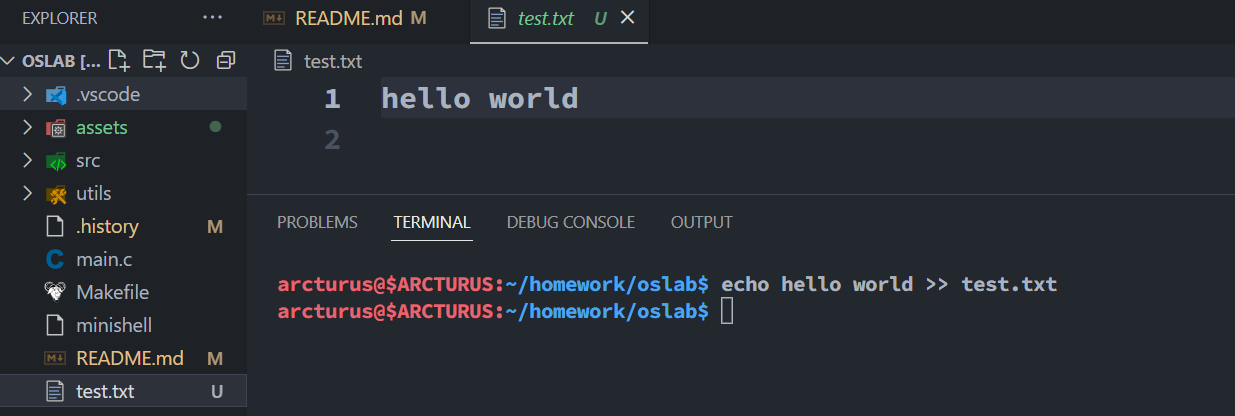 EXPLORER ...
README.md M
test.txt U
OSLAB [...
test.txt
.vscode
assets
src
utils
.history M
main.c
Makefile
minishell
README.md M
test.txt U
1 hello world
2
PROBLEMS TERMINAL DEBUG CONSOLE OUTPUT
arcturus@$ARCTURUS:~/homework/oslab$ echo hello world >> test.txt
arcturus@$ARCTURUS:~/homework/oslab$